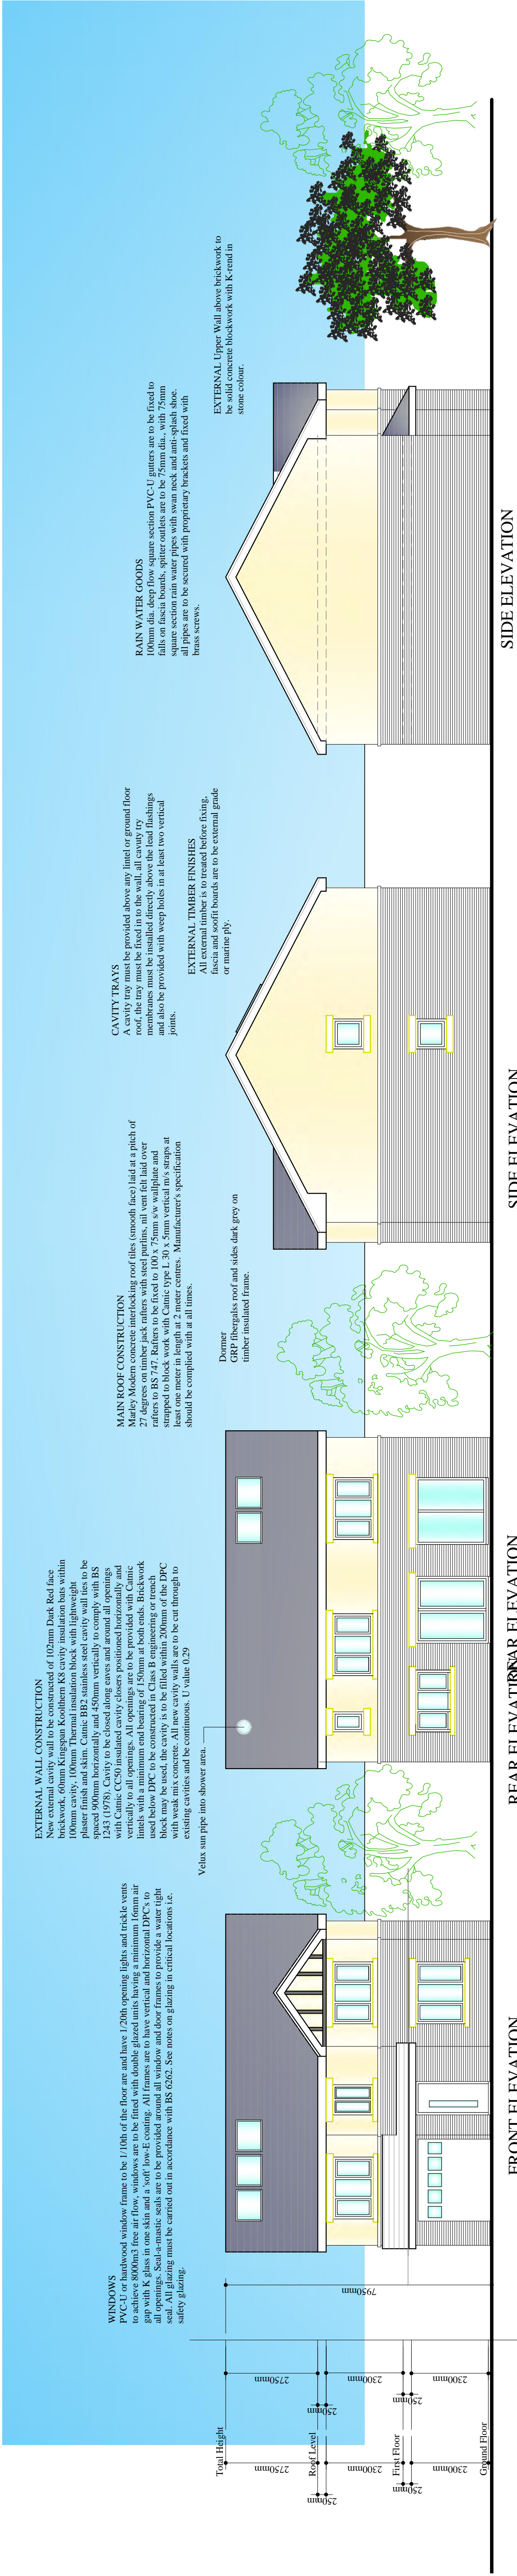 WINDOWS
PVC-U or hardwood window frame to be 1/10th of the floor are and have 1/20th opening lights and trickle vents
to achieve 8000m3 free air flow, windows are to be fitted with double glazed units having a minimum 16mm air
gap with K glass in one skin and a 'soft' low-E coating. All frames are to have vertical and horizontal DPC's to
all openings. Seal-a-mastic seals are to be provided around all window and door frames to provide a water tight
seal. All glazing must be carried out in accordance with BS 6262. See notes on glazing in critical locations i.e.
safety glazing.
EXTERNAL WALL CONSTRUCTION
New external cavity wall to be constructed of 102mm Dark Red face
brickwork, 60mm Kingspan Kooltherm K8 cavity insulation bats within
100mm cavity, 100mm Thermal insulation block with lightweight
plaster finish and skim. Catnic BB2 stainless steel cavity wall ties to be
spaced 900mm horizontally and 450mm vertically to comply with BS
1243 (1978). Cavity to be closed along eaves and around all openings
with Catnic CC50 insulated cavity closers positioned horizontally and
vertically to all openings. All openings are to be provided with Catnic
lintels with a minimum end bearing of 150mm at both ends. Brickwork
used below DPC to be constructed in Class B engineering or trench
block may be used, the cavity is to be filled within 200mm of the DPC
with weak mix concrete. All new cavity walls are to be cut through to
existing cavities and be continuous. U value 0.29
Velux sun pipe into shower area.
MAIN ROOF CONSTRUCTION
Marley Modern concrete interlocking roof tiles (smooth face) laid at a pitch of
27 degrees on timber jack rafters with steel purlins, nil vent felt laid over
rafters to BS 747. Rafters to be fixed to 100 x 75mm s/w wallplate and
strapped to block work with Catnic type L 30 x 5mm vertical m/s straps at
least one meter in length at 2 meter centres. Manufacturer's specification
should be complied with at all times.
Dormer
GRP fibergalss roof and sides dark grey on
timber insulated frame.
CAVITY TRAYS
A cavity tray must be provided above any lintel or ground floor
roof, the tray must be fixed in to the wall, all cavuty try
membranes must be installed directly above the lead flashings
and also be provided with weep holes in at least two vertical
joints.
EXTERNAL TIMBER FINISHES
All external timber is to treated before fixing,
fascia and soofit boards are to be external grade
or marine ply.
RAIN WATER GOODS
100mm dia. deep flow square section PVC-U gutters are to be fixed to
falls on fascia boards, spitter outlets are to be 75mm dia., with 75mm
square section rain water pipes with swan neck and anti-splash shoe.
all pipes are to be secured with proprietary brackets and fixed with
brass screws.
EXTERNAL Upper Wall above brickwork to
be solid concrete blockwork with K-rend in
stone colour.
Total Height
Roof Level
First Floor
Ground Floor
2750mm
250mm
2300mm
250mm
2300mm
2750mm
250mm
2300mm
250mm
2300mm
7950mm
FRONT ELEVATION
REAR ELEVATION
REAR ELEVATION
SIDE ELEVATION
SIDE ELEVATION